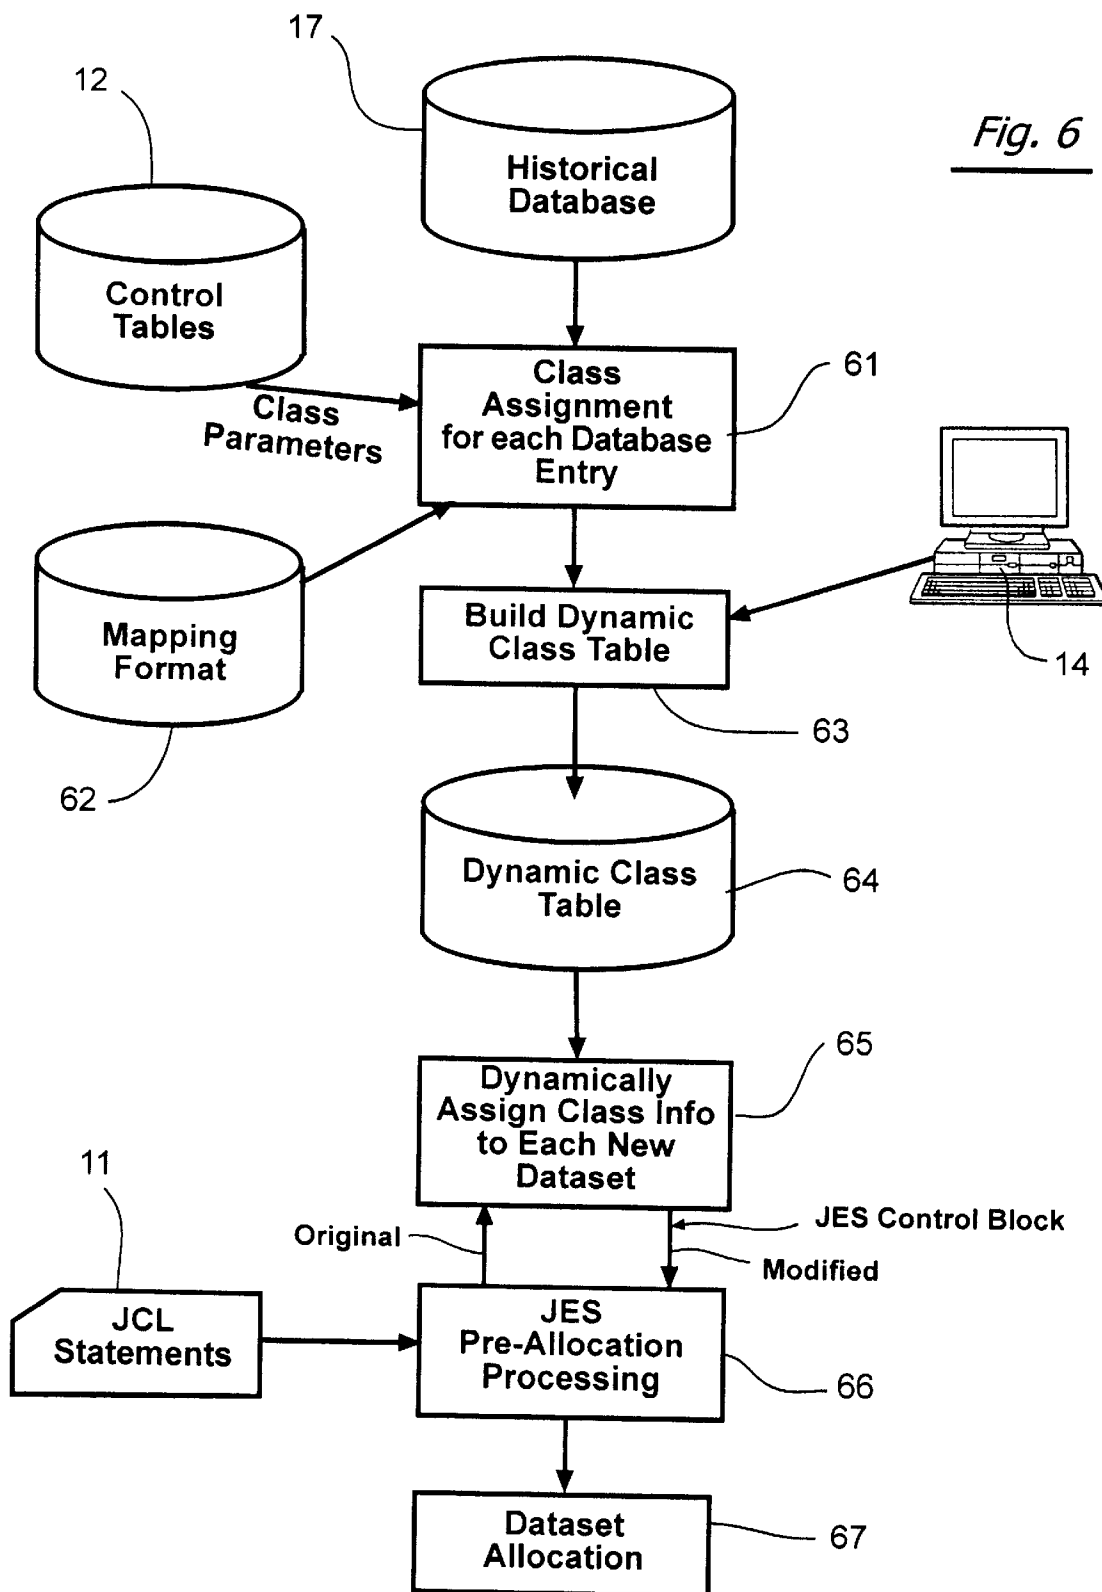 17
12
Fig. 6
Historical
Database
Control
Tables
Class
Parameters
Class
Assignment
for each Database
Entry
61
Mapping
Format
62
Build Dynamic
Class Table
14
63
Dynamic Class
Table
64
65
Dynamically
Assign Class Info
to Each New
Dataset
11
Original
JES Control Block
Modified
JCL
Statements
JES
Pre-Allocation
Processing
66
Dataset
Allocation
67